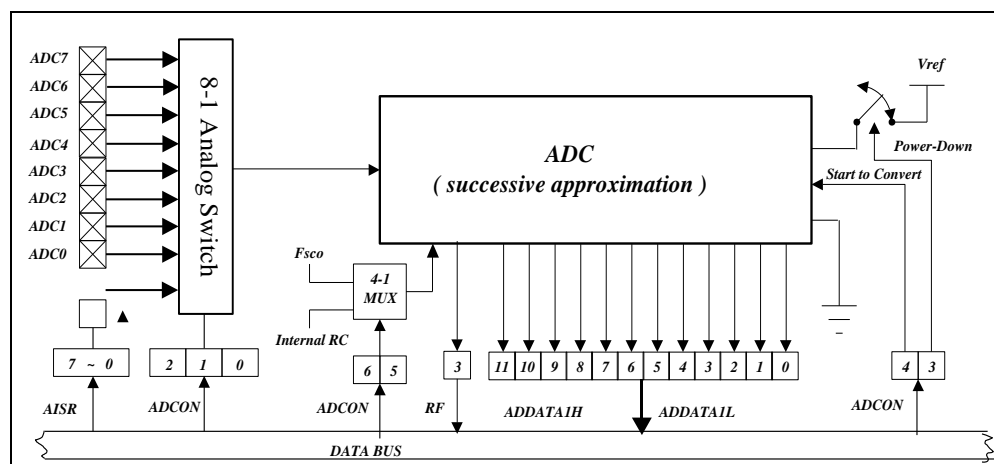 ADC7
ADC6
ADC5
ADC4
ADC3
ADC2
ADC1
ADC0
8-1 Analog Switch
ADC
( successive approximation )
Vref
Power-Down
Start to Convert
Fsco
4-1
MUX
Internal RC
7 ~ 0
2 1 0
6 5
3
11 10 9 8 7 6 5 4 3 2 1 0
4 3
AISR
ADCON
ADCON
RF
ADDATA1H
ADDATA1L
ADCON
DATA BUS